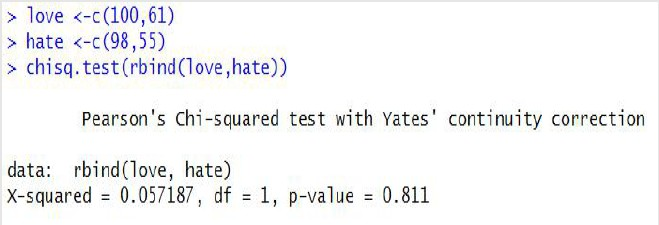 > love <-c(100,61)
> hate <-c(98,55)
> chisq.test(rbind(love,hate))
Pearson's Chi-squared test with Yates' continuity correction
data:  rbind(love, hate)
X-squared = 0.057187, df = 1, p-value = 0.811